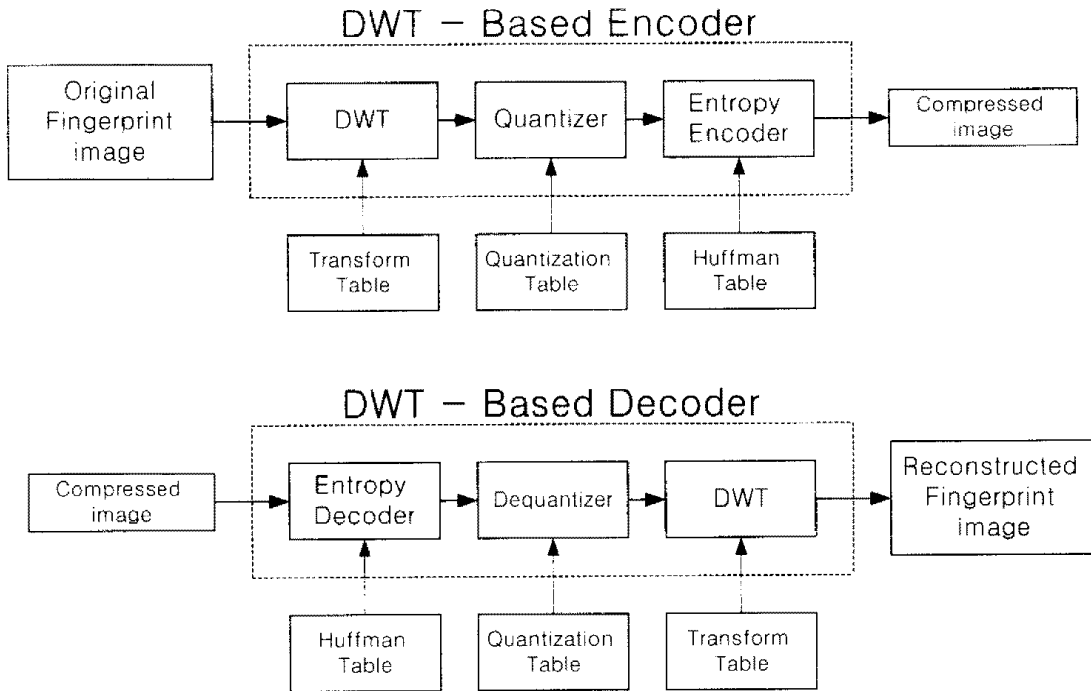 DWT – Based Encoder
Original
Fingerprint
image
DWT
Quantizer
Entropy
Encoder
Compressed
image
Transform
Table
Quantization
Table
Huffman
Table
DWT – Based Decoder
Compressed
image
Entropy
Decoder
Dequantizer
DWT
Reconstructed
Fingerprint
image
Huffman
Table
Quantization
Table
Transform
Table